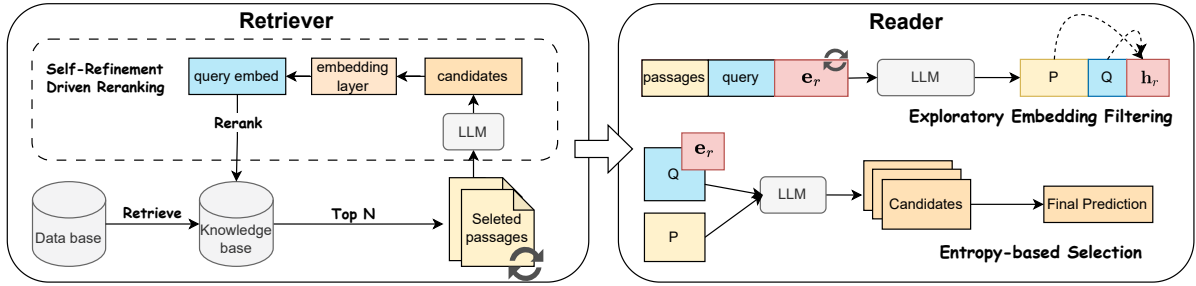 Retriever
Self-Refinement
Driven Reranking
query embed
embedding
layer
candidates
Rerank
LLM
Data base
Retrieve
Knowledge
base
Top N
Seleted
passages
Reader
passages
query
e_r
LLM
P
Q
h_r
Exploratory Embedding Filtering
e_r
Q
P
LLM
Candidates
Final Prediction
Entropy-based Selection